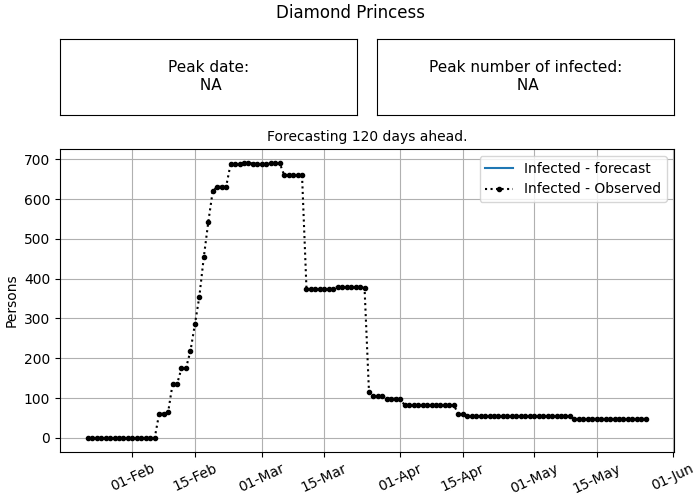 Diamond Princess
Peak date:
NA
Peak number of infected:
NA
Forecasting 120 days ahead.
Infected - forecast
Infected - Observed
Persons
700
600
500
400
300
200
100
0
01-Feb
15-Feb
01-Mar
15-Mar
01-Apr
15-Apr
01-May
15-May
01-Jun